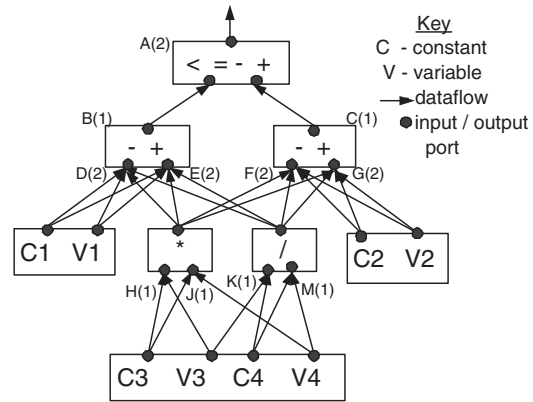 Key
C - constant
V - variable
dataflow
input / output
port
A(2)
< = - +
B(1)
C(1)
- +
- +
D(2)
E(2)
F(2)
G(2)
C1 V1
*
/
C2 V2
H(1)
J(1)
K(1)
M(1)
C3 V3 C4 V4